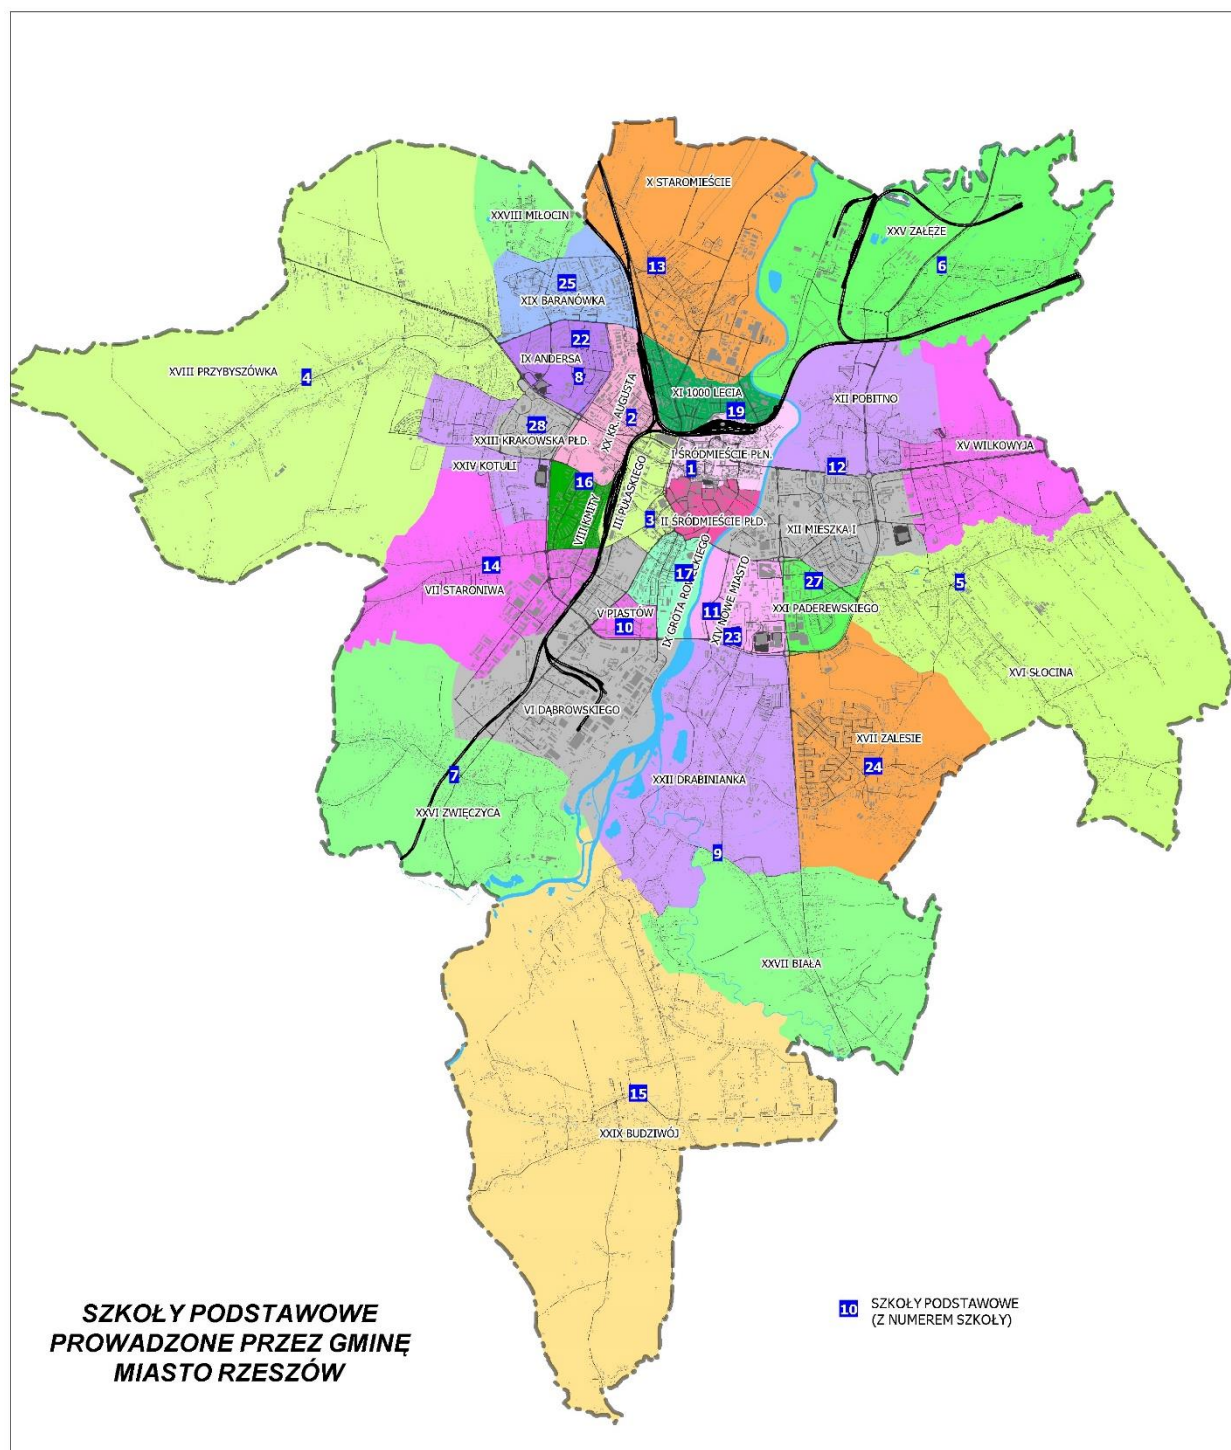 X STAROMIEŚCIE
XXVIII MIŁOCIN
XXV ZAŁĘŻE
13
6
25
XIX BARANÓWKA
22
IX ANDERSA
8
XVIII PRZYBYSZÓWKA
4
XX KR. AUGUSTA
2
XI 1000 LECIA
19
XII POBITNO
28
XXIII KRAKOWSKA PŁD.
XV WILKOWYJA
I ŚRÓDMIEŚCIE PŁN.
1
12
XXIV KOTULI
16
VIII KMITY
III PUŁASKIEGO
3
II ŚRÓDMIEŚCIE PŁD.
XII MIESZKA I
14
VII STARONIWA
17
IX GROTA ROWECKIEGO
XIV NOWE MIASTO
27
XXI PADEREWSKIEGO
5
V PIASTÓW
10
11
23
XVI SŁOCINA
VI DĄBROWSKIEGO
XVII ZALESIE
24
7
XXII DRABINIANKA
XXVI ZWIĘCZYCA
9
XXVII BIAŁA
15
XXIX BUDZIWÓJ
SZKOŁY PODSTAWOWE
PROWADZONE PRZEZ GMINĘ
MIASTO RZESZÓW
10 SZKOŁY PODSTAWOWE
(Z NUMEREM SZKOŁY)